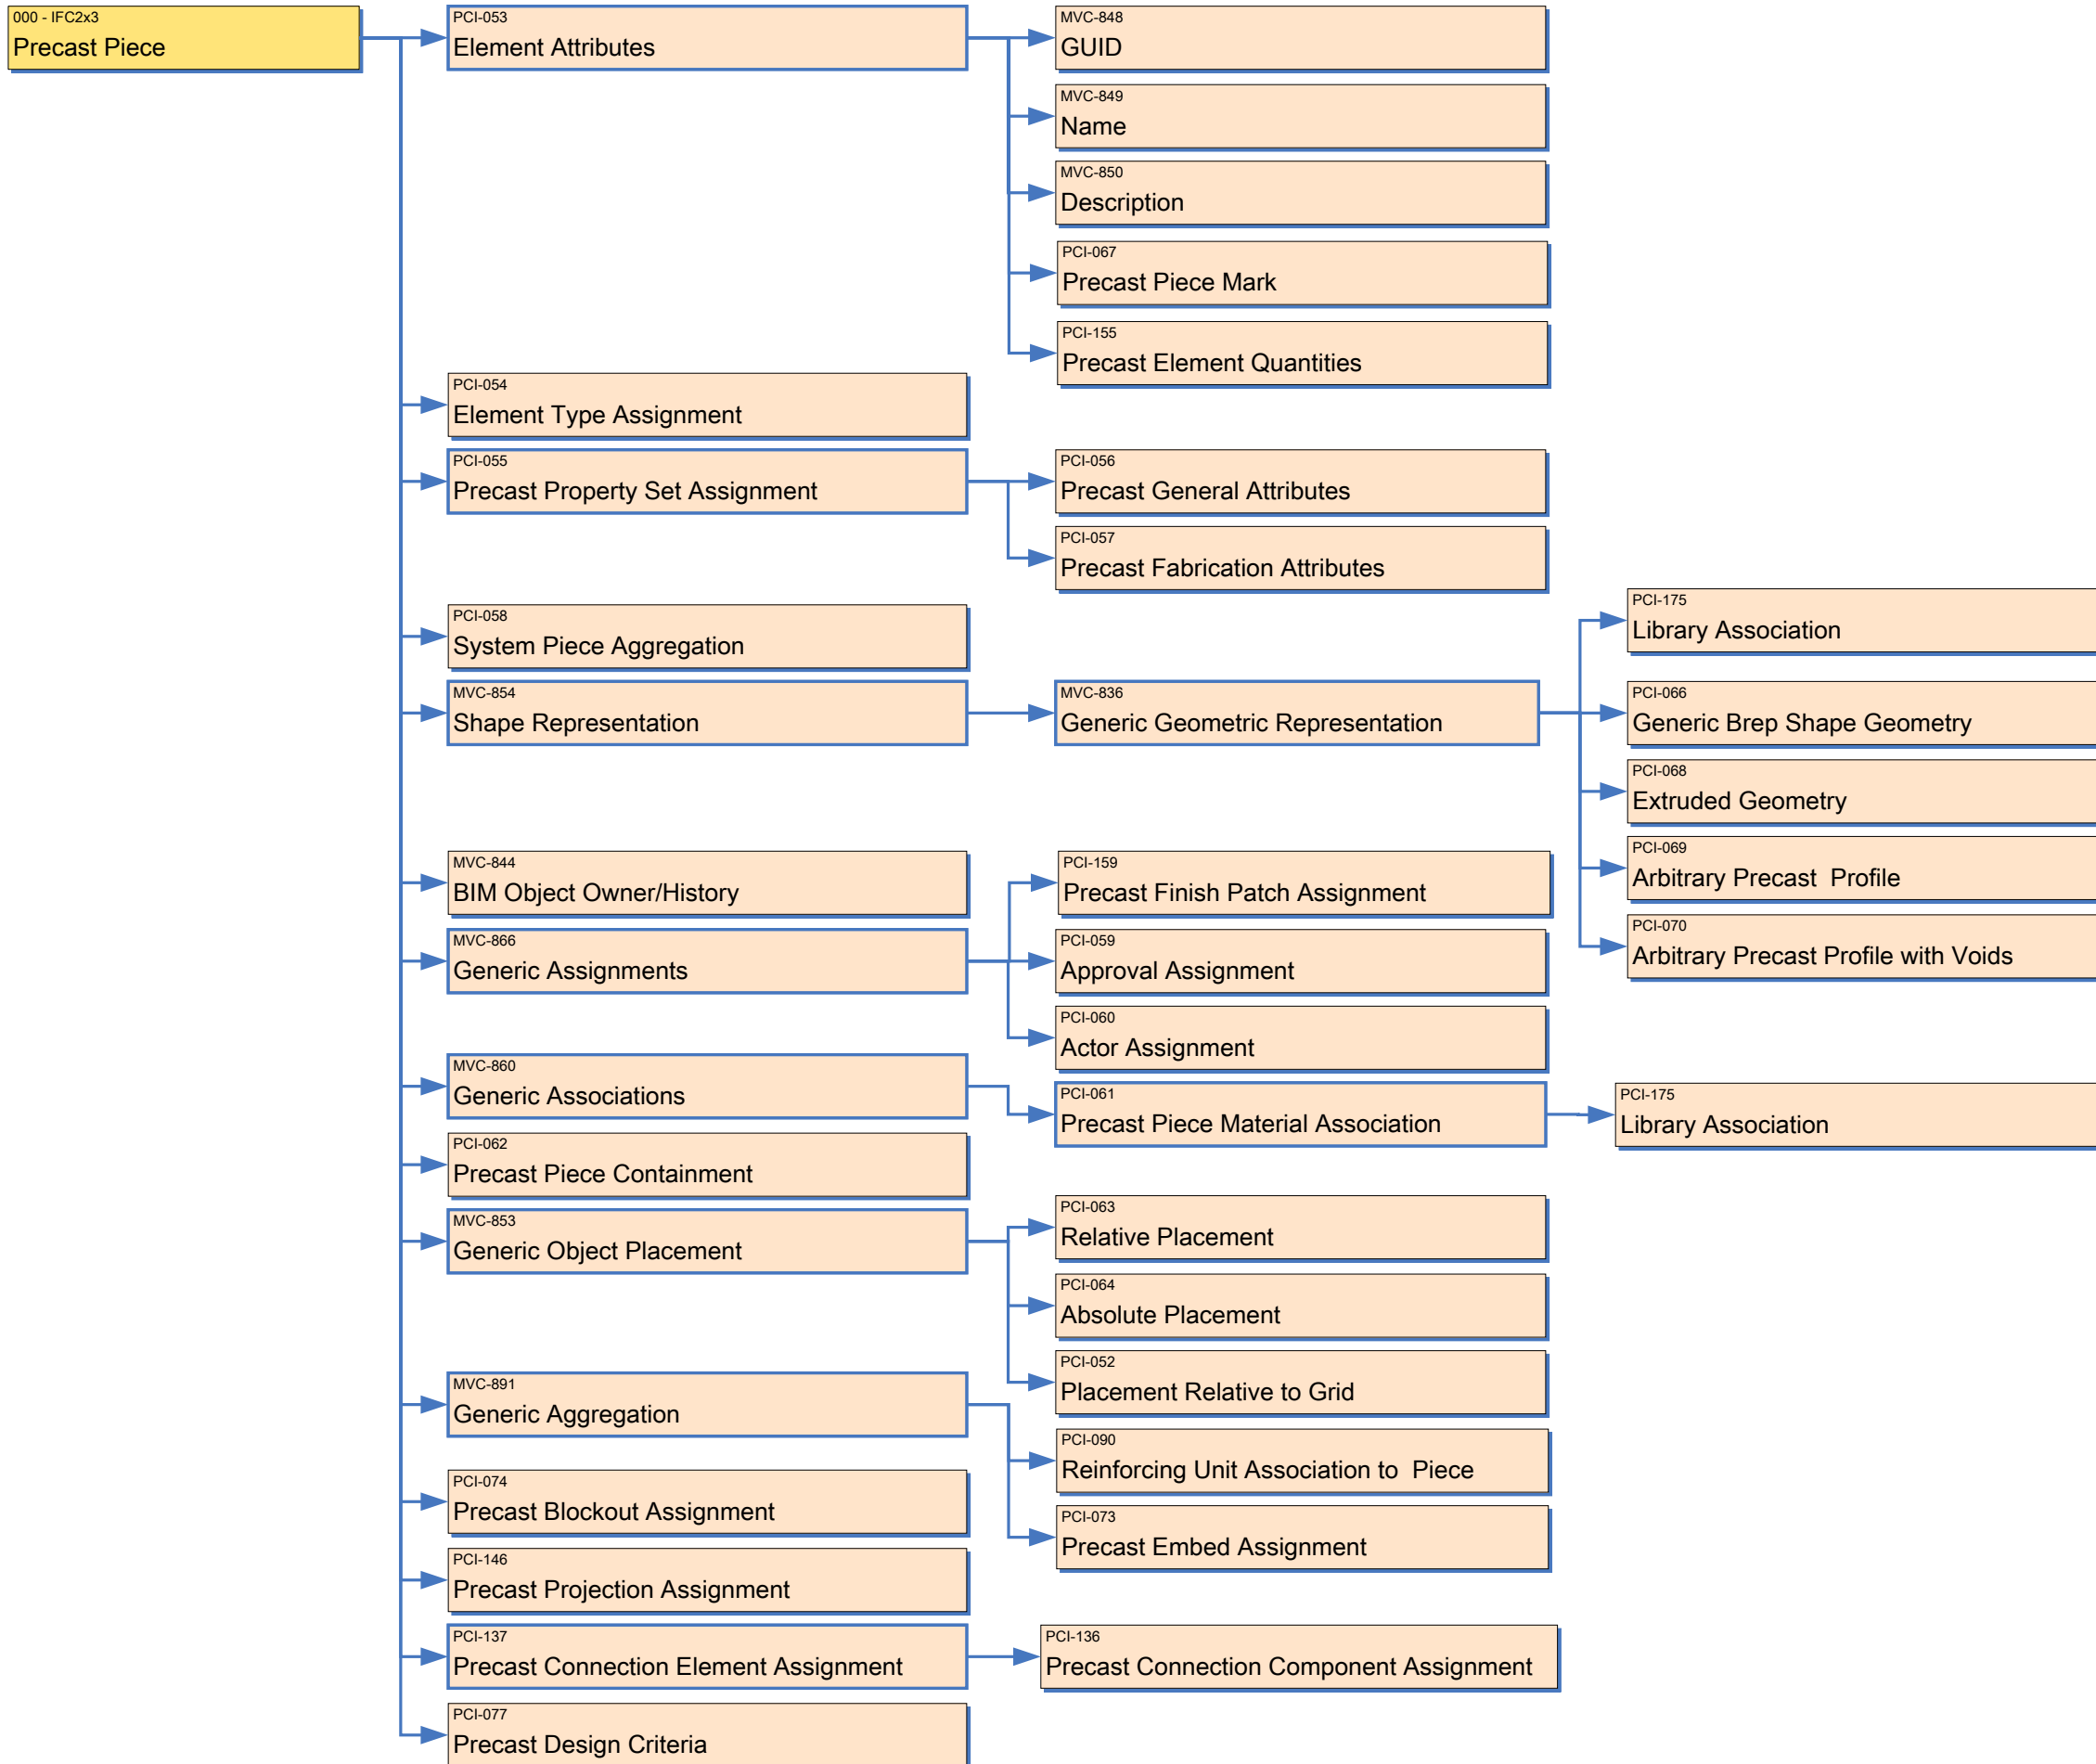 000 - IFC2x3
Precast Piece
PCI-053
Element Attributes
MVC-848
GUID
MVC-849
Name
MVC-850
Description
PCI-067
Precast Piece Mark
PCI-155
Precast Element Quantities
PCI-054
Element Type Assignment
PCI-055
Precast Property Set Assignment
PCI-056
Precast General Attributes
PCI-057
Precast Fabrication Attributes
PCI-058
System Piece Aggregation
MVC-854
Shape Representation
MVC-836
Generic Geometric Representation
PCI-175
Library Association
PCI-066
Generic Brep Shape Geometry
PCI-068
Extruded Geometry
PCI-069
Arbitrary Precast  Profile
PCI-070
Arbitrary Precast Profile with Voids
MVC-844
BIM Object Owner/History
MVC-866
Generic Assignments
PCI-159
Precast Finish Patch Assignment
PCI-059
Approval Assignment
PCI-060
Actor Assignment
MVC-860
Generic Associations
PCI-061
Precast Piece Material Association
PCI-175
Library Association
PCI-062
Precast Piece Containment
MVC-853
Generic Object Placement
PCI-063
Relative Placement
PCI-064
Absolute Placement
PCI-052
Placement Relative to Grid
MVC-891
Generic Aggregation
PCI-090
Reinforcing Unit Association to  Piece
PCI-073
Precast Embed Assignment
PCI-074
Precast Blockout Assignment
PCI-146
Precast Projection Assignment
PCI-137
Precast Connection Element Assignment
PCI-136
Precast Connection Component Assignment
PCI-077
Precast Design Criteria